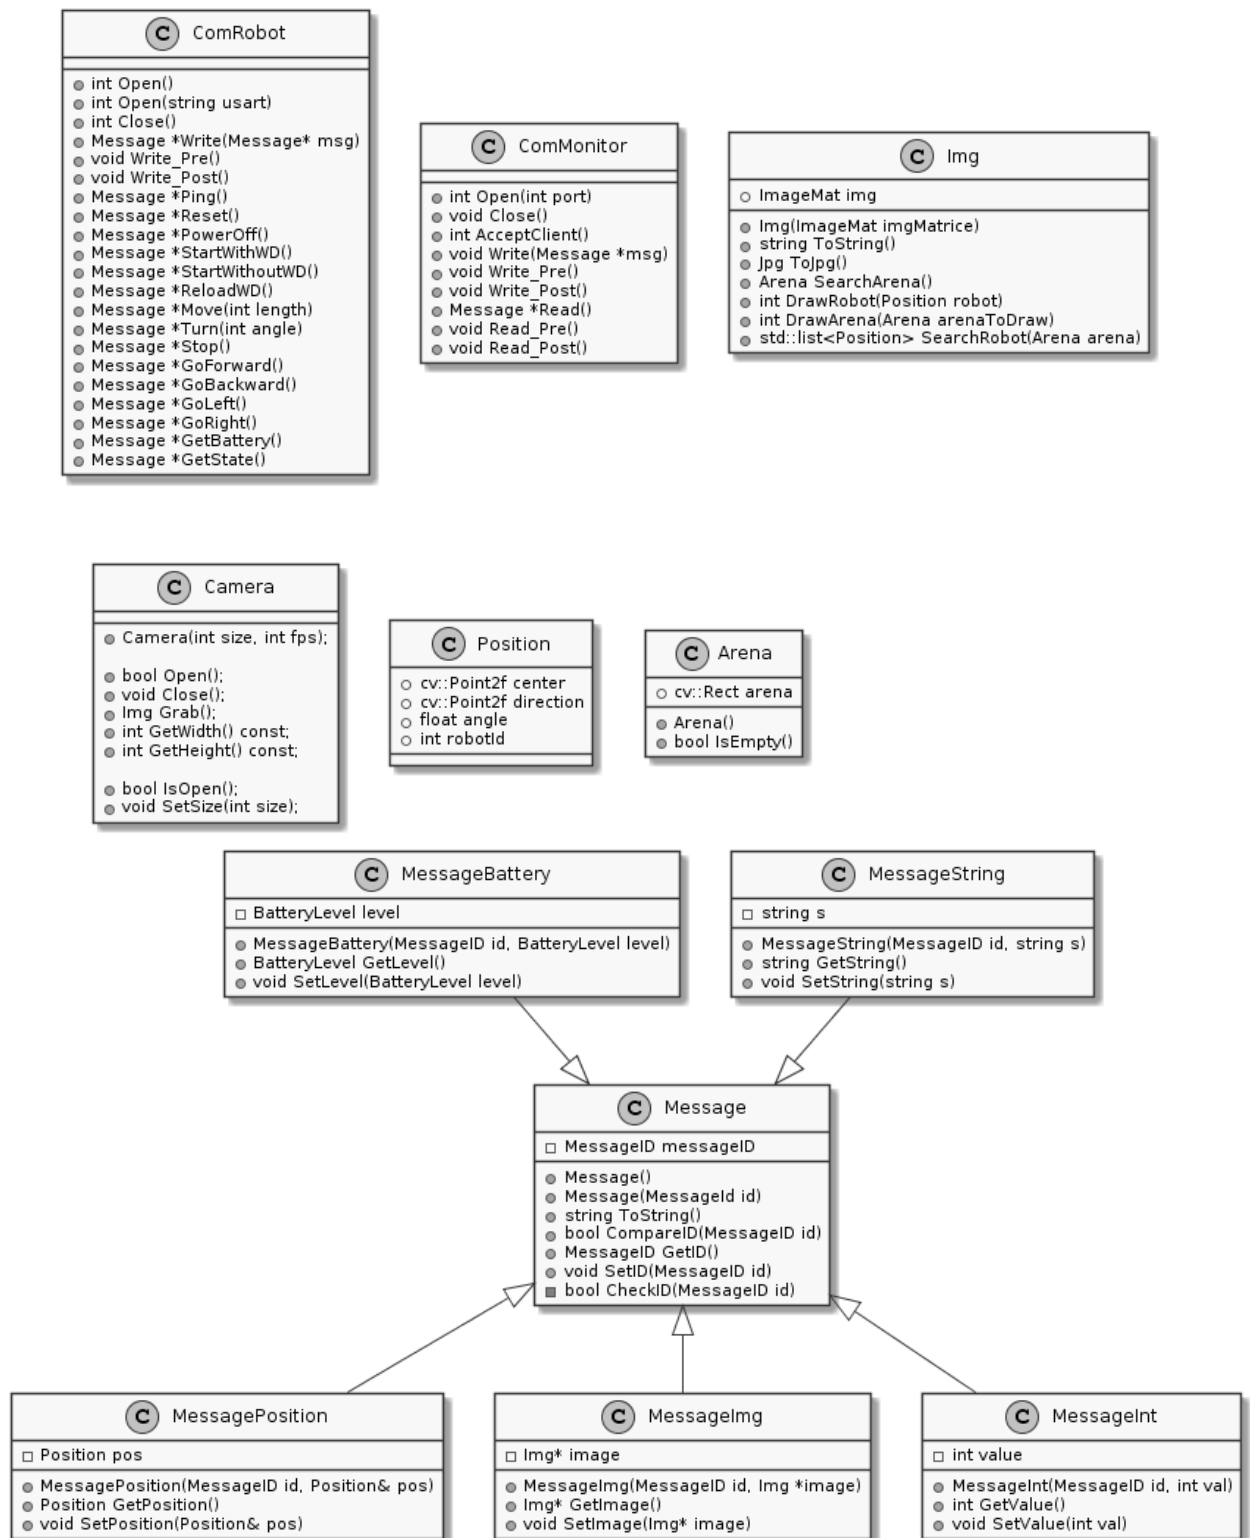 C ComRobot
int Open()
int Open(string usart)
int Close()
Message *Write(Message* msg)
void Write_Pre()
void Write_Post()
Message *Ping()
Message *Reset()
Message *PowerOff()
Message *StartWithWD()
Message *StartWithoutWD()
Message *ReloadWD()
Message *Move(int length)
Message *Turn(int angle)
Message *Stop()
Message *GoForward()
Message *GoBackward()
Message *GoLeft()
Message *GoRight()
Message *GetBattery()
Message *GetState()
C ComMonitor
int Open(int port)
void Close()
int AcceptClient()
void Write(Message *msg)
void Write_Pre()
void Write_Post()
Message *Read()
void Read_Pre()
void Read_Post()
C Img
ImageMat img
Img(ImageMat imgMatrice)
string ToString()
Jpg ToJpg()
Arena SearchArena()
int DrawRobot(Position robot)
int DrawArena(Arena arenaToDraw)
std::list<Position> SearchRobot(Arena arena)
C Camera
Camera(int size, int fps);
bool Open();
void Close();
Img Grab();
int GetWidth() const;
int GetHeight() const;
bool IsOpen();
void SetSize(int size);
C Position
cv::Point2f center
cv::Point2f direction
float angle
int robotId
C Arena
cv::Rect arena
Arena()
bool IsEmpty()
C MessageBattery
BatteryLevel level
MessageBattery(MessageID id, BatteryLevel level)
BatteryLevel GetLevel()
void SetLevel(BatteryLevel level)
C MessageString
string s
MessageString(MessageID id, string s)
string GetString()
void SetString(string s)
C Message
MessageID messageID
Message()
Message(MessageId id)
string ToString()
bool CompareID(MessageID id)
MessageID GetID()
void SetID(MessageID id)
bool CheckID(MessageID id)
C MessagePosition
Position pos
MessagePosition(MessageID id, Position& pos)
Position GetPosition()
void SetPosition(Position& pos)
C MessageImg
Img* image
MessageImg(MessageID id, Img *image)
Img* GetImage()
void SetImage(Img* image)
C MessageInt
int value
MessageInt(MessageID id, int val)
int GetValue()
void SetValue(int val)